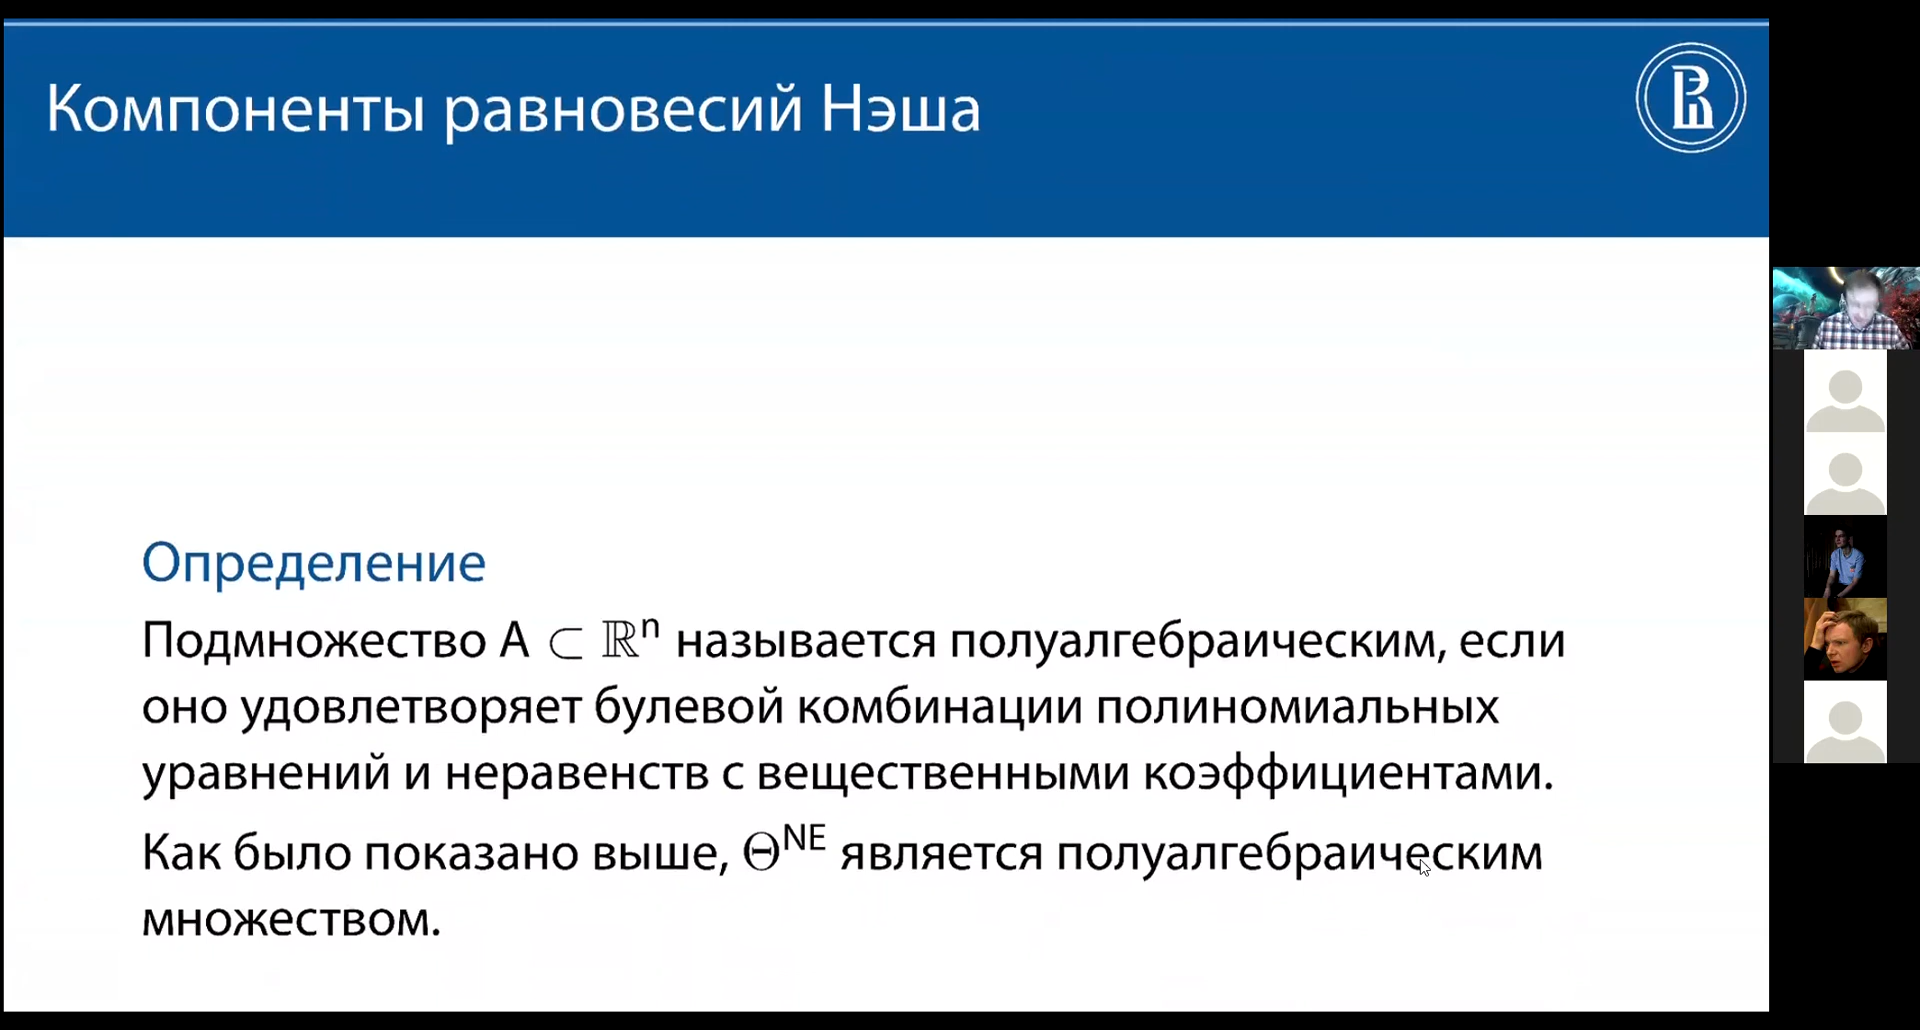 Компоненты равновесий Нэша
Определение
Подмножество A ⊂ ℝⁿ называется полуалгебраическим, если
оно удовлетворяет булевой комбинации полиномиальных
уравнений и неравенств с вещественными коэффициентами.
Как было показано выше, Θᴺᴱ является полуалгебраическим
множеством.